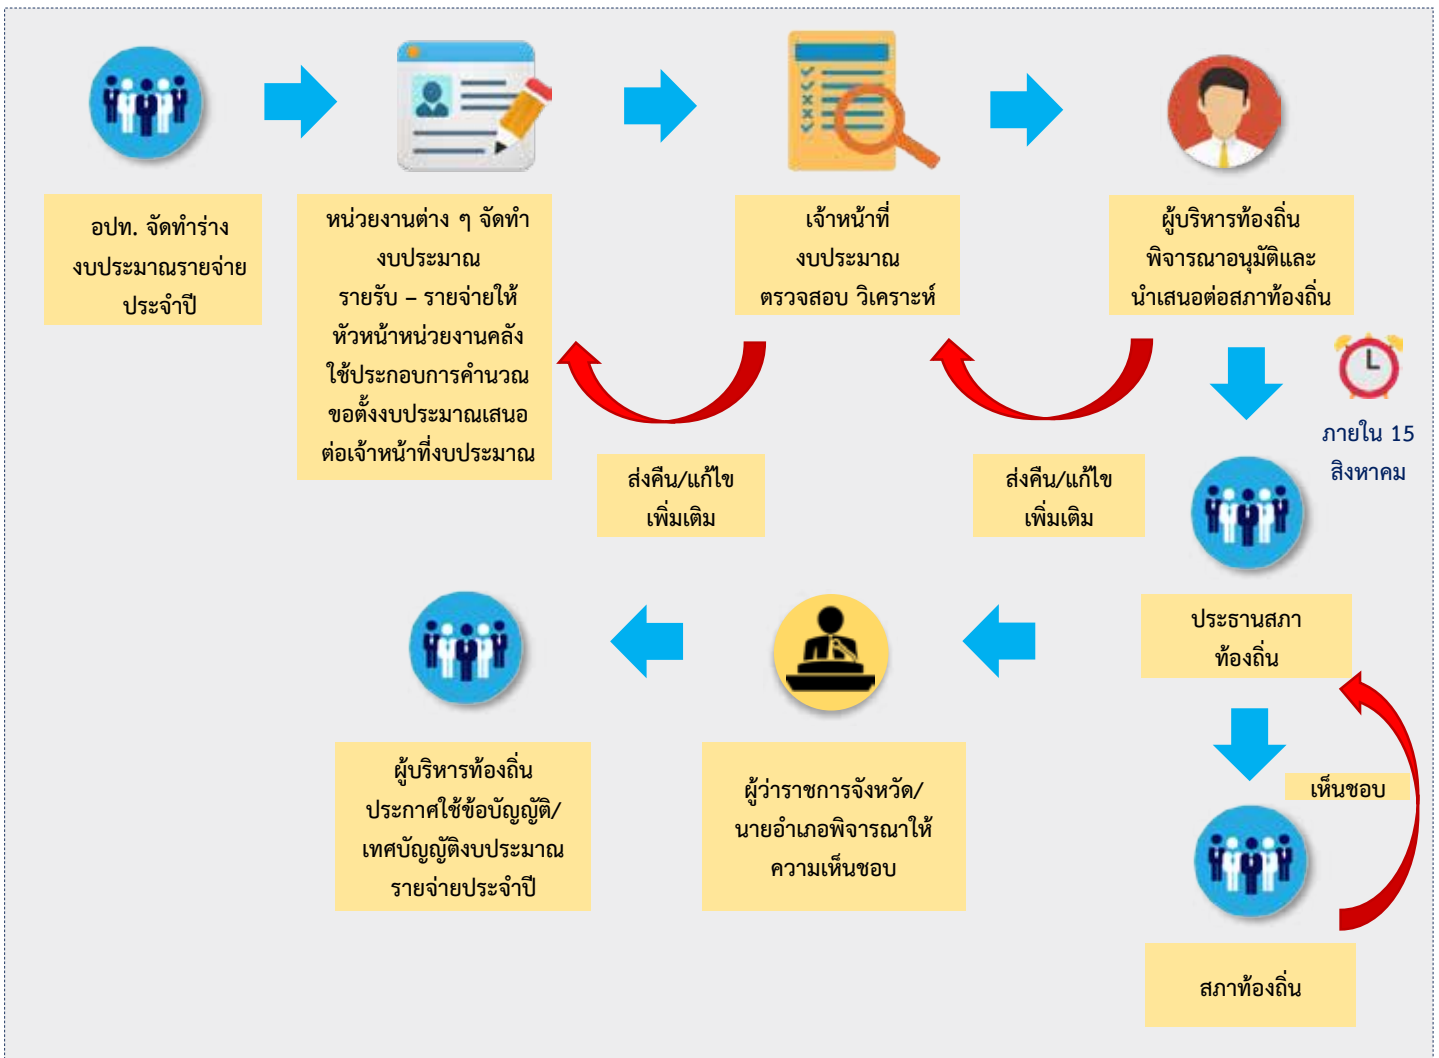 อปท. จัดทำร่าง
งบประมาณรายจ่าย
ประจำปี
หน่วยงานต่าง ๆ จัดทำ
งบประมาณ
รายรับ – รายจ่ายให้
หัวหน้าหน่วยงานคลัง
ใช้ประกอบการคำนวณ
ขอตั้งงบประมาณเสนอ
ต่อเจ้าหน้าที่งบประมาณ
เจ้าหน้าที่
งบประมาณ
ตรวจสอบ วิเคราะห์
ผู้บริหารท้องถิ่น
พิจารณาอนุมัติและ
นำเสนอต่อสภาท้องถิ่น
ส่งคืน/แก้ไข
เพิ่มเติม
ส่งคืน/แก้ไข
เพิ่มเติม
ภายใน 15
สิงหาคม
ประธานสภา
ท้องถิ่น
เห็นชอบ
สภาท้องถิ่น
ผู้ว่าราชการจังหวัด/
นายอำเภอพิจารณาให้
ความเห็นชอบ
ผู้บริหารท้องถิ่น
ประกาศใช้ข้อบัญญัติ/
เทศบัญญัติงบประมาณ
รายจ่ายประจำปี